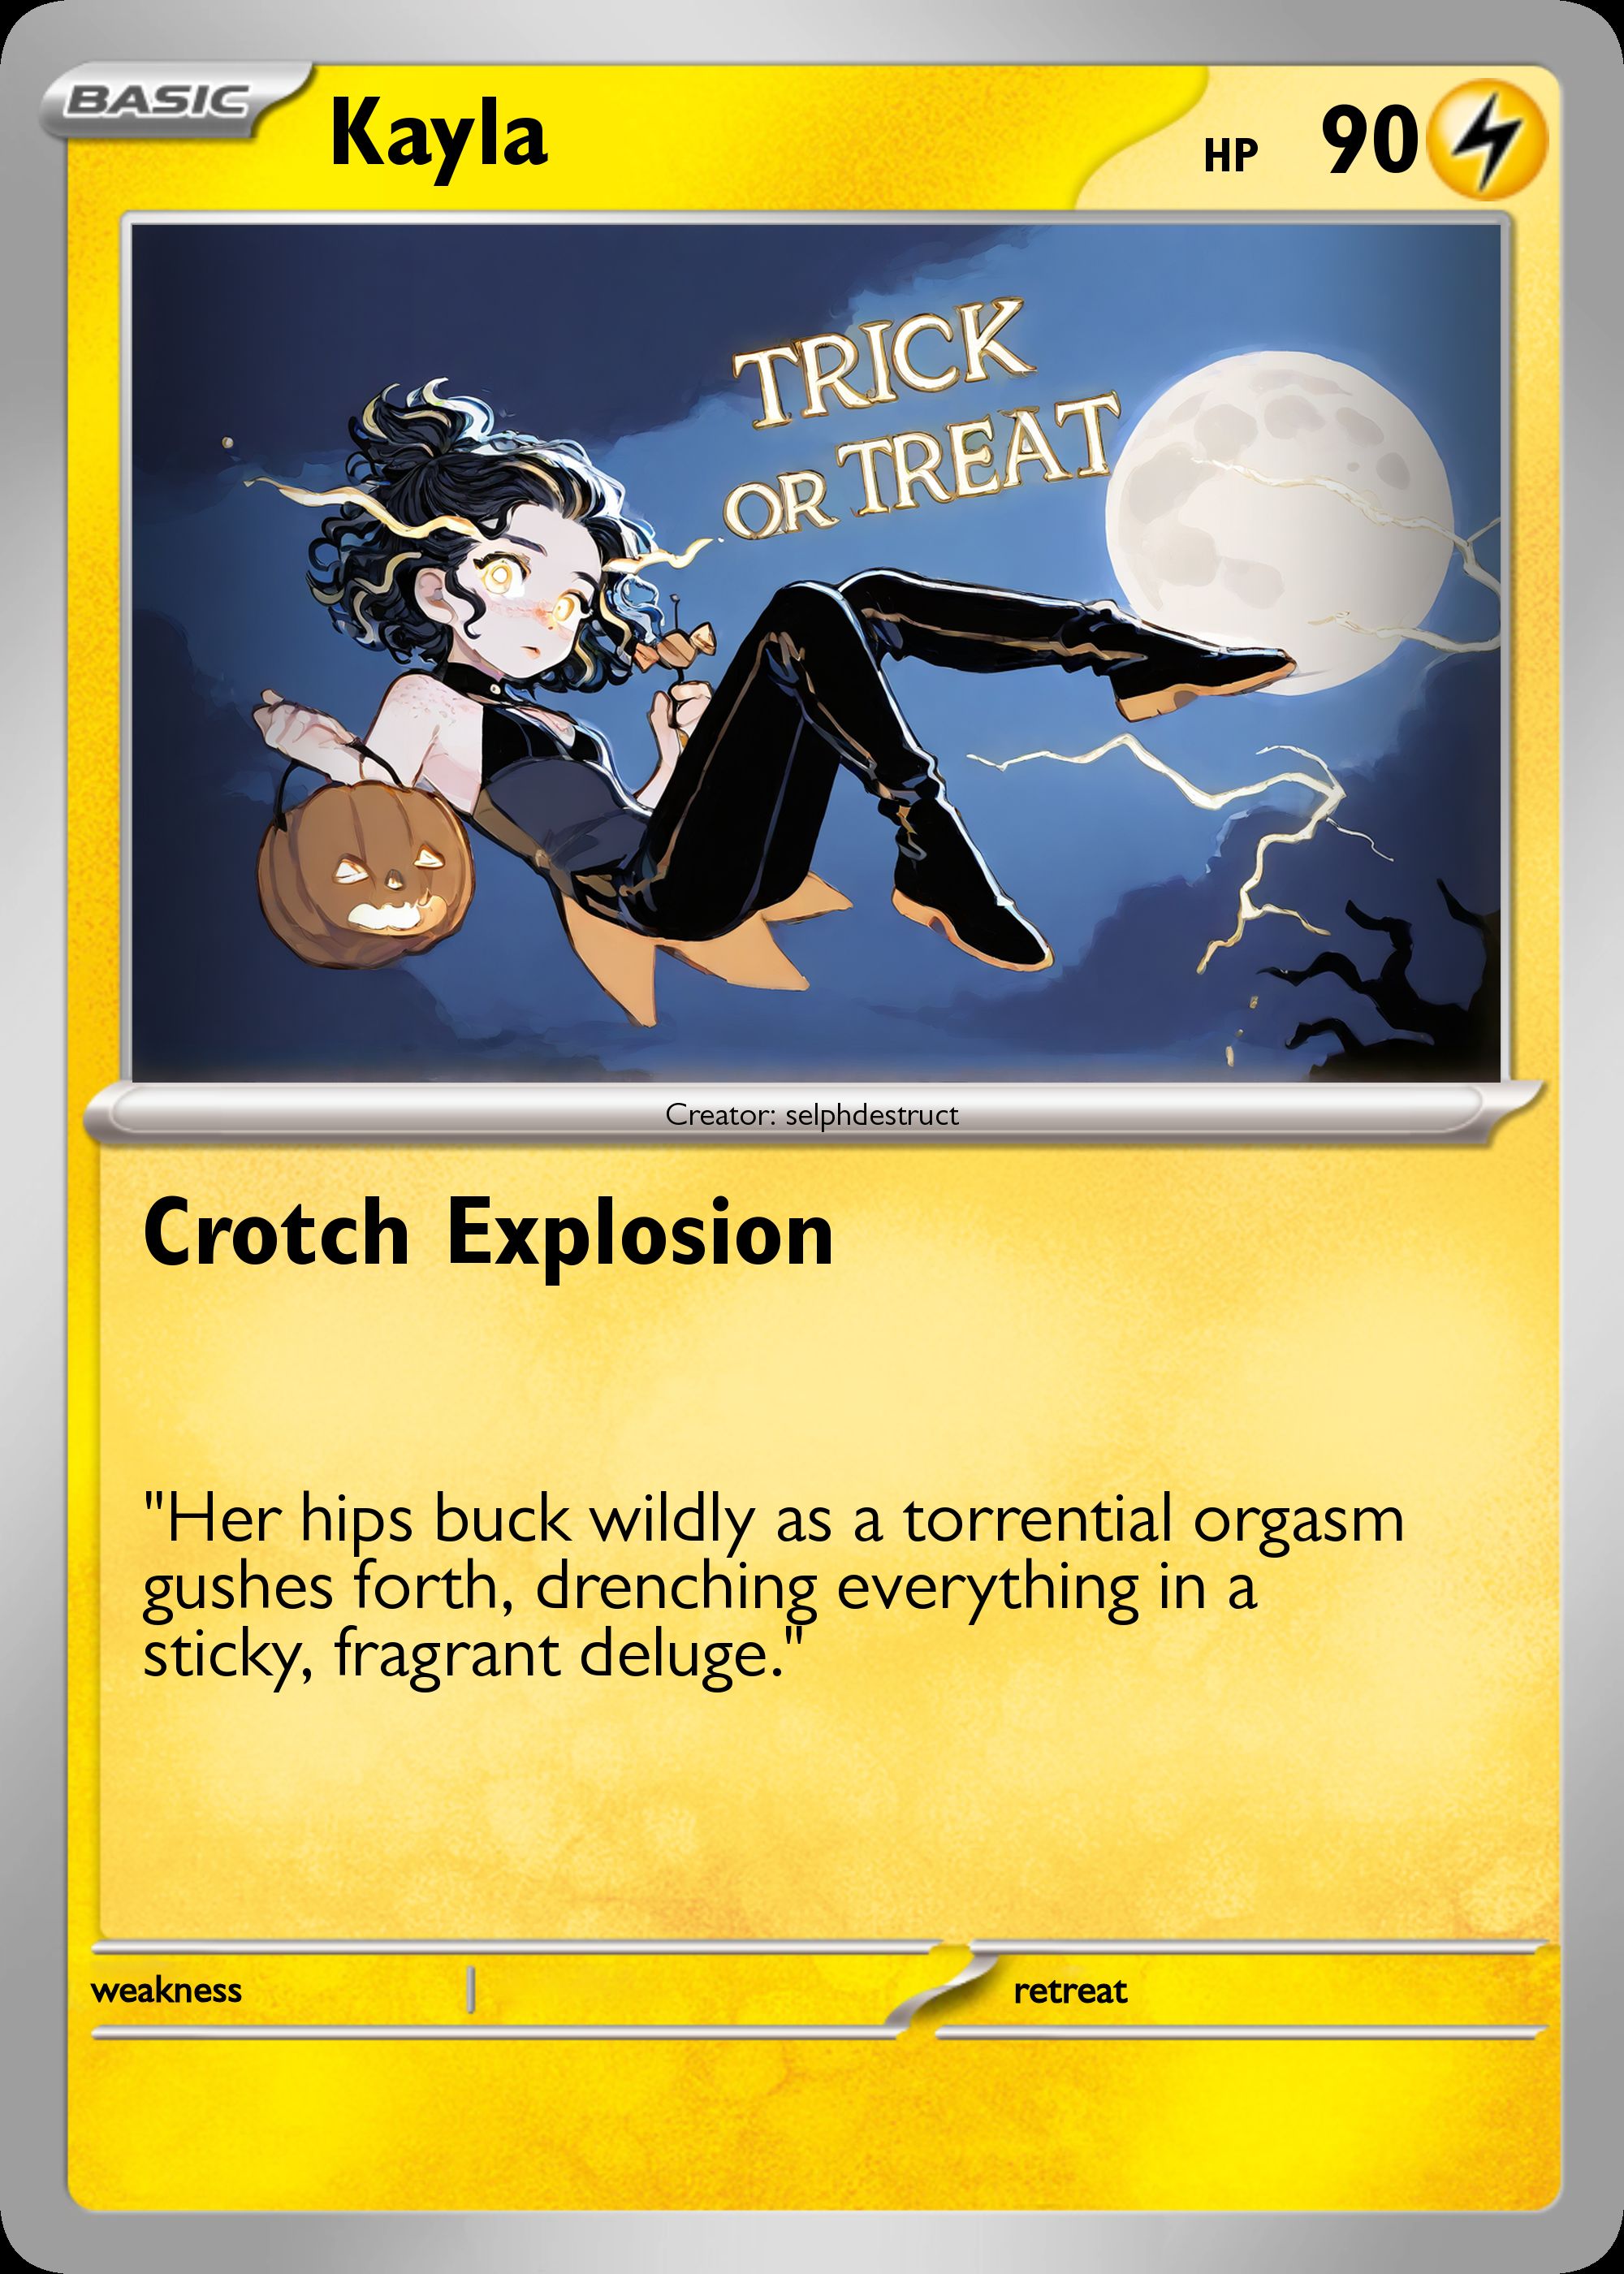 BASIC
Kayla
HP 90
TRICK
OR TREAT
Creator: selphdestruct
Crotch Explosion
"Her hips buck wildly as a torrential orgasm
gushes forth, drenching everything in a
sticky, fragrant deluge."
weakness
retreat